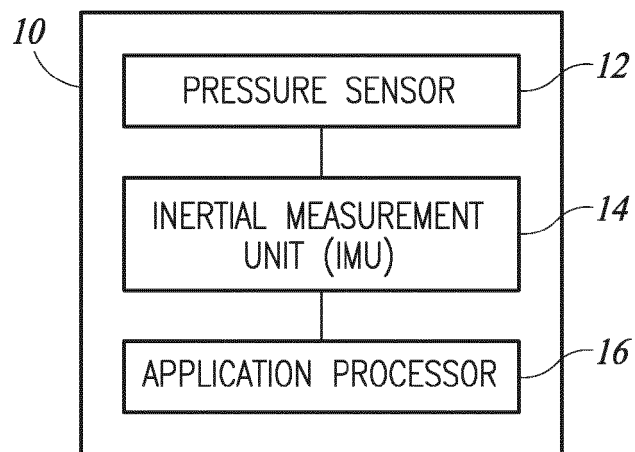 10
PRESSURE SENSOR
12
INERTIAL MEASUREMENT
UNIT (IMU)
14
APPLICATION PROCESSOR
16